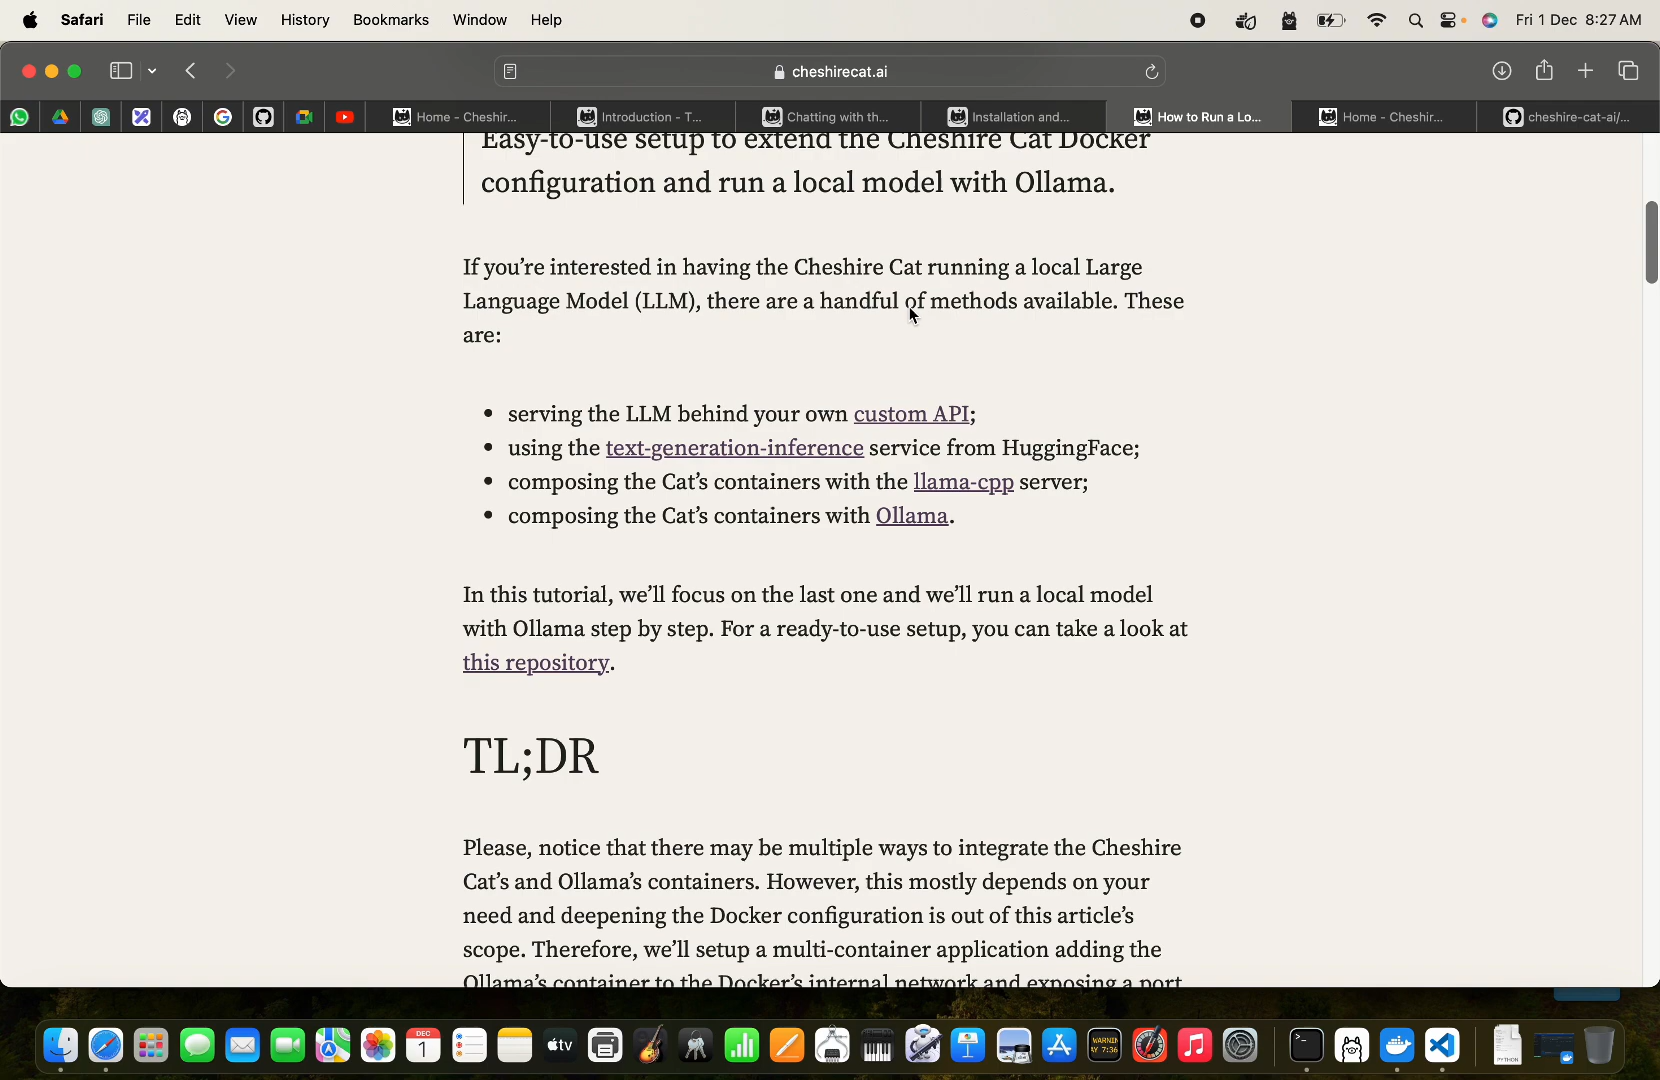 Safari File Edit View History Bookmarks Window Help Fri 1 Dec 8:27 AM
cheshirecat.ai
Home - Cheshir... Introduction - T... Chatting with th... Installation and... How to Run a Lo... Home - Cheshir... cheshire-cat-ai/...
Easy-to-use setup to extend the Cheshire Cat Docker
configuration and run a local model with Ollama.
If you're interested in having the Cheshire Cat running a local Large
Language Model (LLM), there are a handful of methods available. These
are:
• serving the LLM behind your own custom API;
• using the text-generation-inference service from HuggingFace;
• composing the Cat's containers with the llama-cpp server;
• composing the Cat's containers with Ollama.
In this tutorial, we'll focus on the last one and we'll run a local model
with Ollama step by step. For a ready-to-use setup, you can take a look at
this repository.
TL;DR
Please, notice that there may be multiple ways to integrate the Cheshire
Cat's and Ollama's containers. However, this mostly depends on your
need and deepening the Docker configuration is out of this article's
scope. Therefore, we'll setup a multi-container application adding the
Ollama's container to the Docker's internal network and exposing a port
DEC
1
tv
WARNIN
AY 7:36
PYTHON